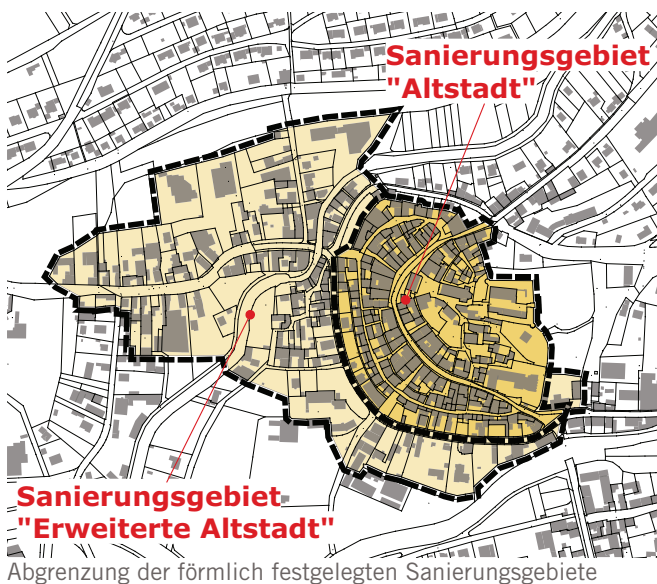 Sanierungsgebiet
"Altstadt"
Sanierungsgebiet
"Erweiterte Altstadt"
Abgrenzung der förmlich festgelegten Sanierungsgebiete